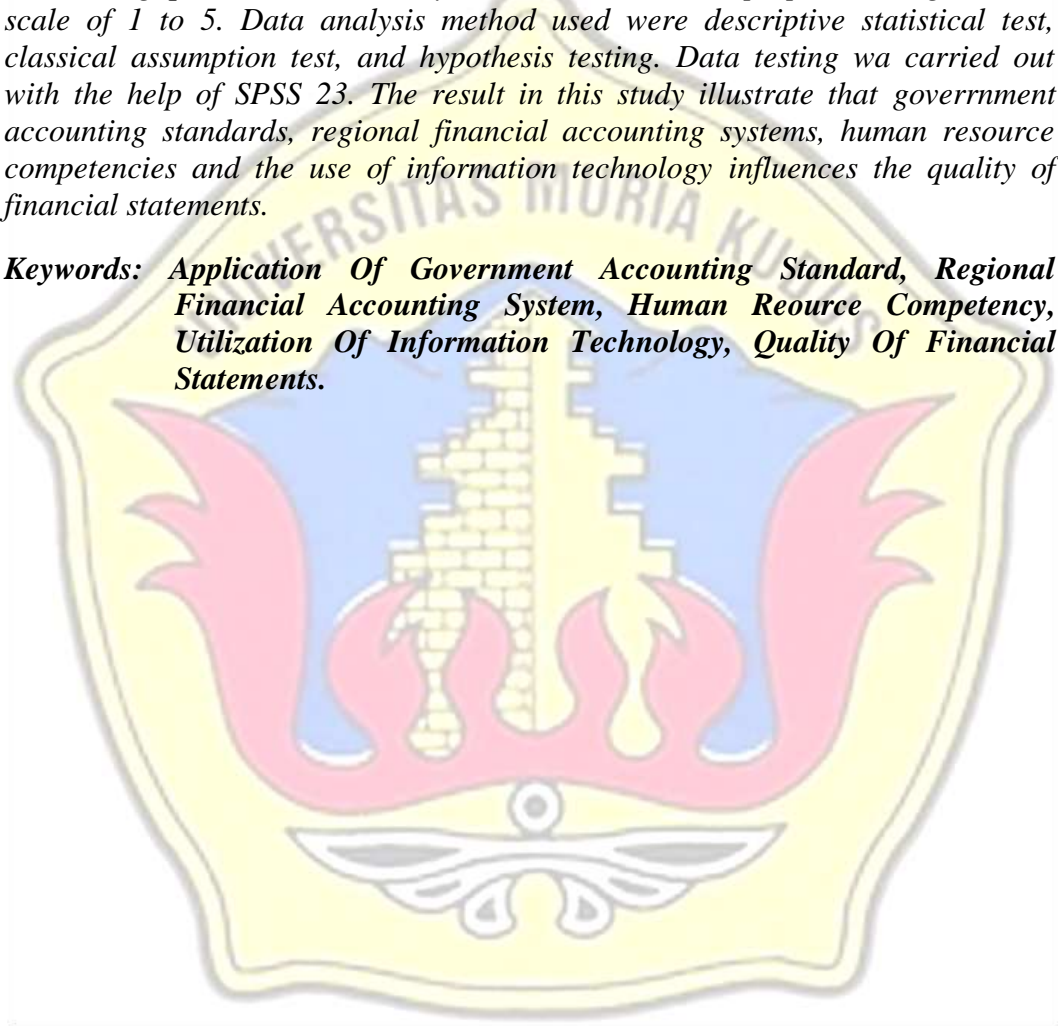 scale of 1 to 5. Data analysis method used were descriptive statistical test,
classical assumption test, and hypothesis testing. Data testing wa carried out
with the help of SPSS 23. The result in this study illustrate that goverrnment
accounting standards, regional financial accounting systems, human resource
competencies and the use of information technology influences the quality of
financial statements.
UNIVERSITAS MURIA KUDUS
Keywords: Application Of Government Accounting Standard, Regional
Financial Accounting System, Human Reource Competency,
Utilization Of Information Technology, Quality Of Financial
Statements.